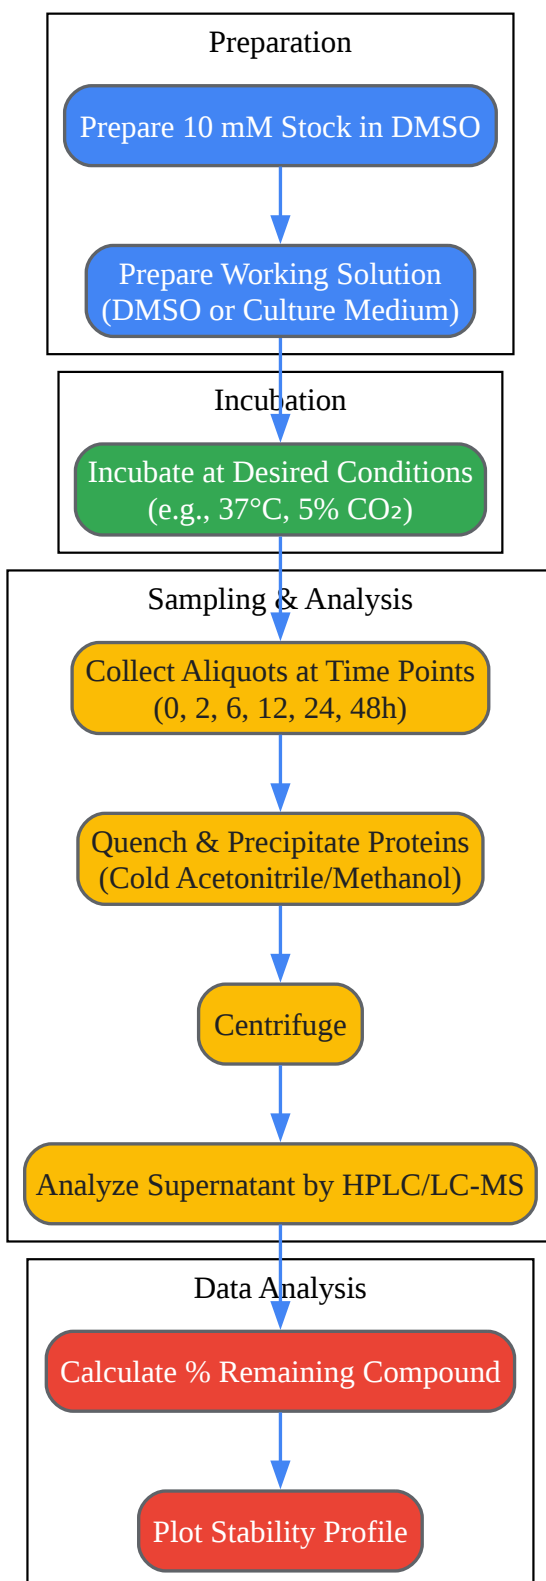 Preparation
Prepare 10 mM Stock in DMSO
Prepare Working Solution
(DMSO or Culture Medium)
Incubation
Incubate at Desired Conditions
(e.g., 37°C, 5% CO₂)
Sampling & Analysis
Collect Aliquots at Time Points
(0, 2, 6, 12, 24, 48h)
Quench & Precipitate Proteins
(Cold Acetonitrile/Methanol)
Centrifuge
Analyze Supernatant by HPLC/LC-MS
Data Analysis
Calculate % Remaining Compound
Plot Stability Profile